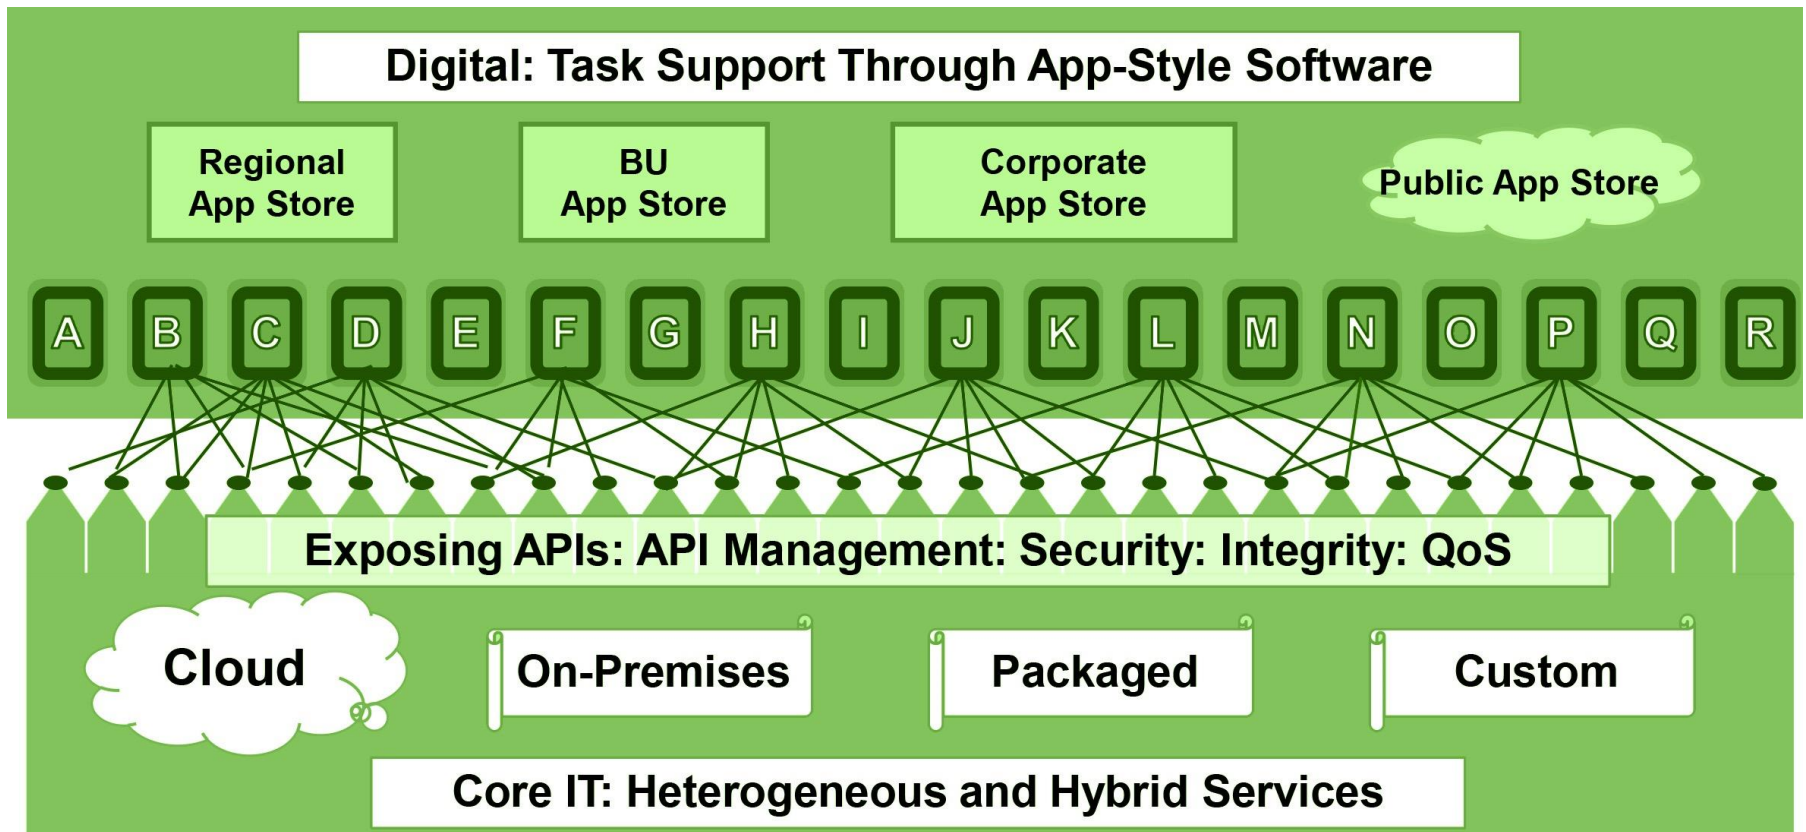 Digital: Task Support Through App-Style Software
Regional
App Store
BU
App Store
Corporate
App Store
Public App Store
A B C D E F G H I J K L M N O P Q R
Exposing APIs: API Management: Security: Integrity: QoS
Cloud
On-Premises
Packaged
Custom
Core IT: Heterogeneous and Hybrid Services